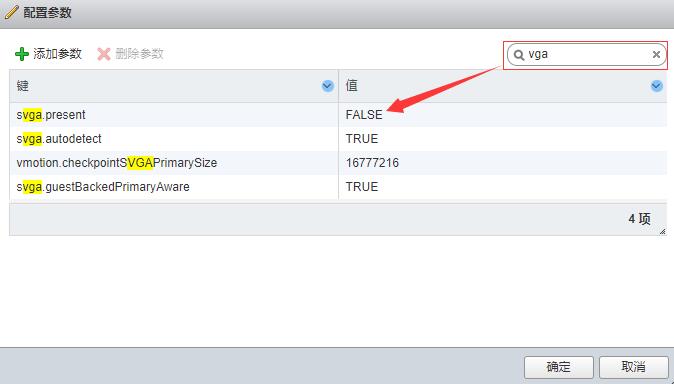 配置参数
添加参数 删除参数 vga
键 值
svga.present FALSE
svga.autodetect TRUE
vmotion.checkpointSVGAPrimarySize 16777216
svga.guestBackedPrimaryAware TRUE
4 项
确定 取消